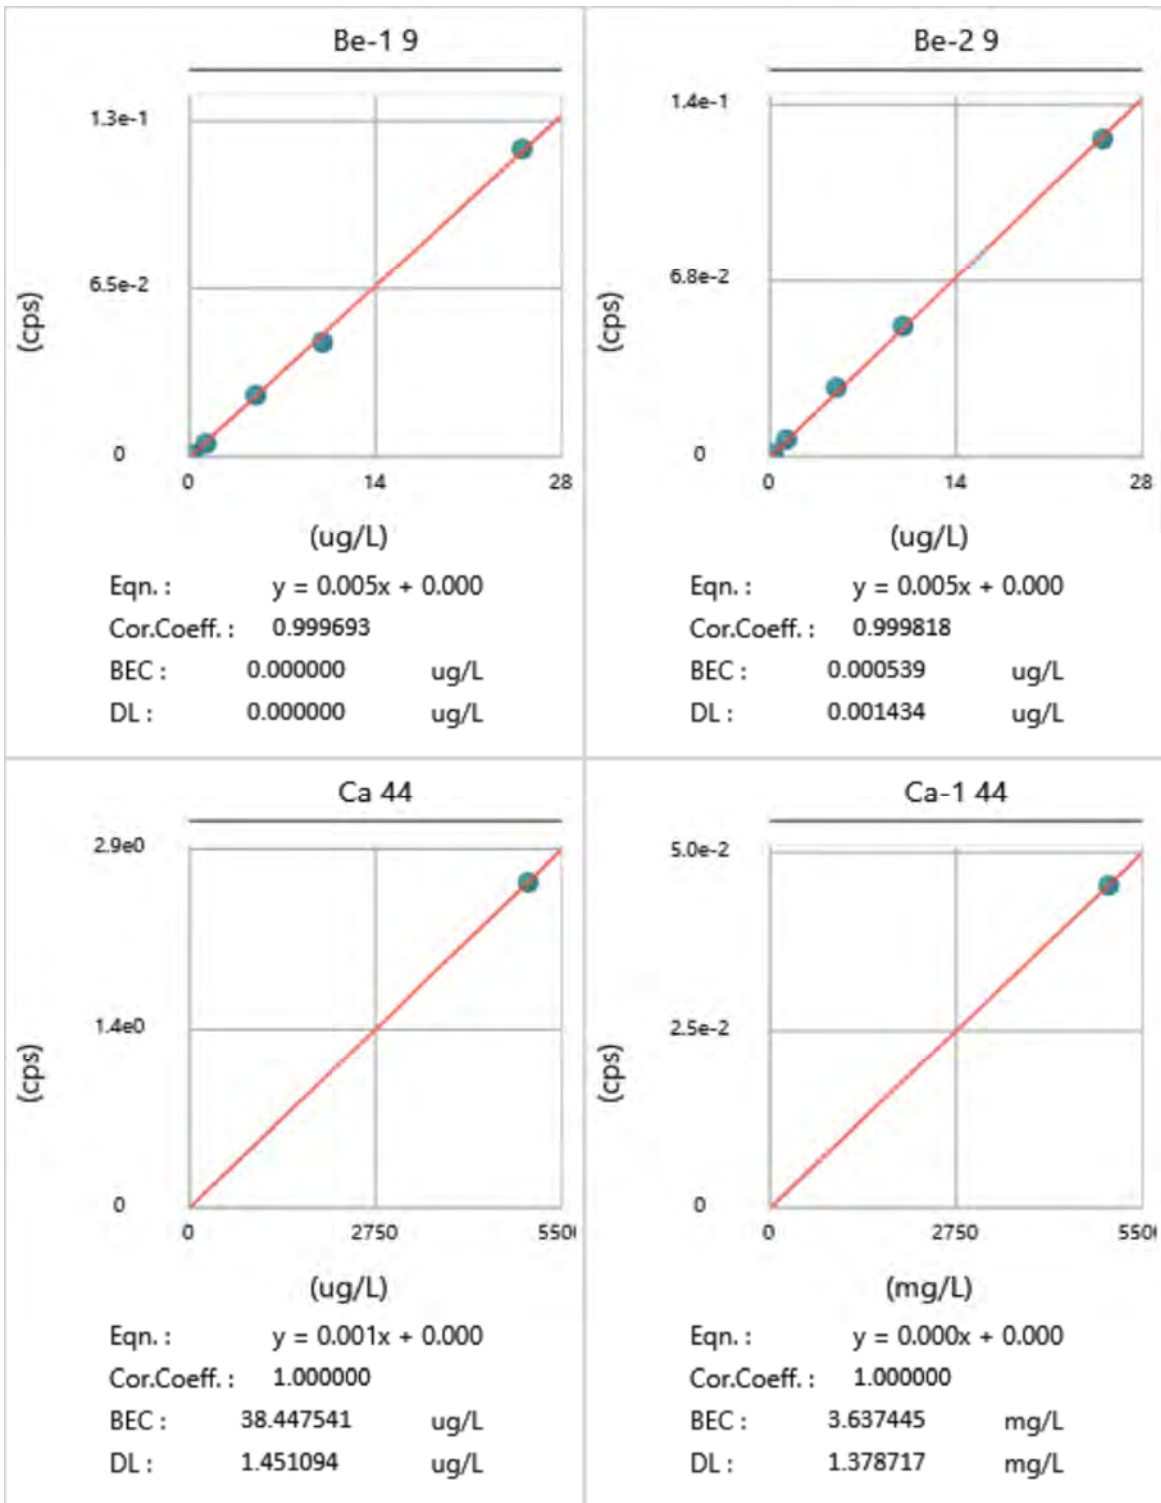 Be-1 9
1.3e-1
6.5e-2
0
(cps)
0 14 28
(ug/L)
Eqn. : y = 0.005x + 0.000
Cor.Coeff. : 0.999693
BEC : 0.000000 ug/L
DL : 0.000000 ug/L
Be-2 9
1.4e-1
6.8e-2
0
(cps)
0 14 28
(ug/L)
Eqn. : y = 0.005x + 0.000
Cor.Coeff. : 0.999818
BEC : 0.000539 ug/L
DL : 0.001434 ug/L
Ca 44
2.9e0
1.4e0
0
(cps)
0 2750
(ug/L)
Eqn. : y = 0.001x + 0.000
Cor.Coeff. : 1.000000
BEC : 38.447541 ug/L
DL : 1.451094 ug/L
Ca-1 44
5.0e-2
2.5e-2
0
(cps)
0 2750
(mg/L)
Eqn. : y = 0.000x + 0.000
Cor.Coeff. : 1.000000
BEC : 3.637445 mg/L
DL : 1.378717 mg/L